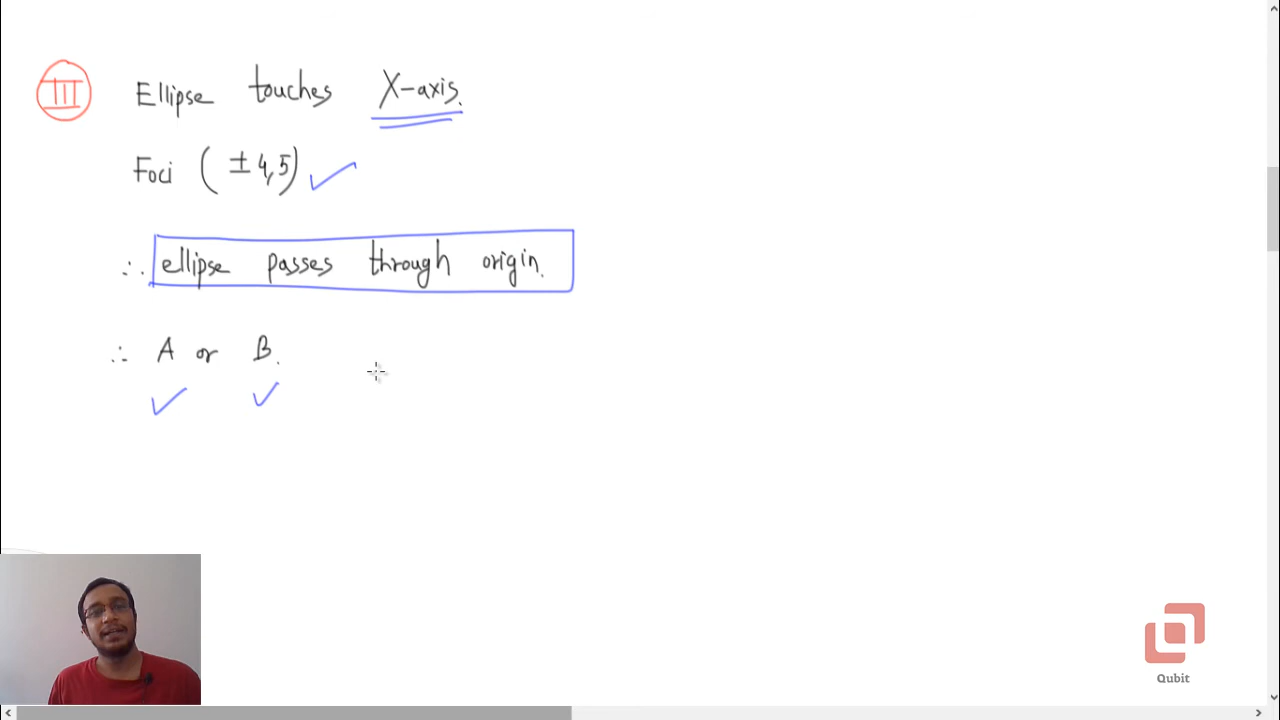 III Ellipse touches X-axis.
Foci (±4,5)
∴ ellipse passes through origin.
∴ A or B.
Qubit